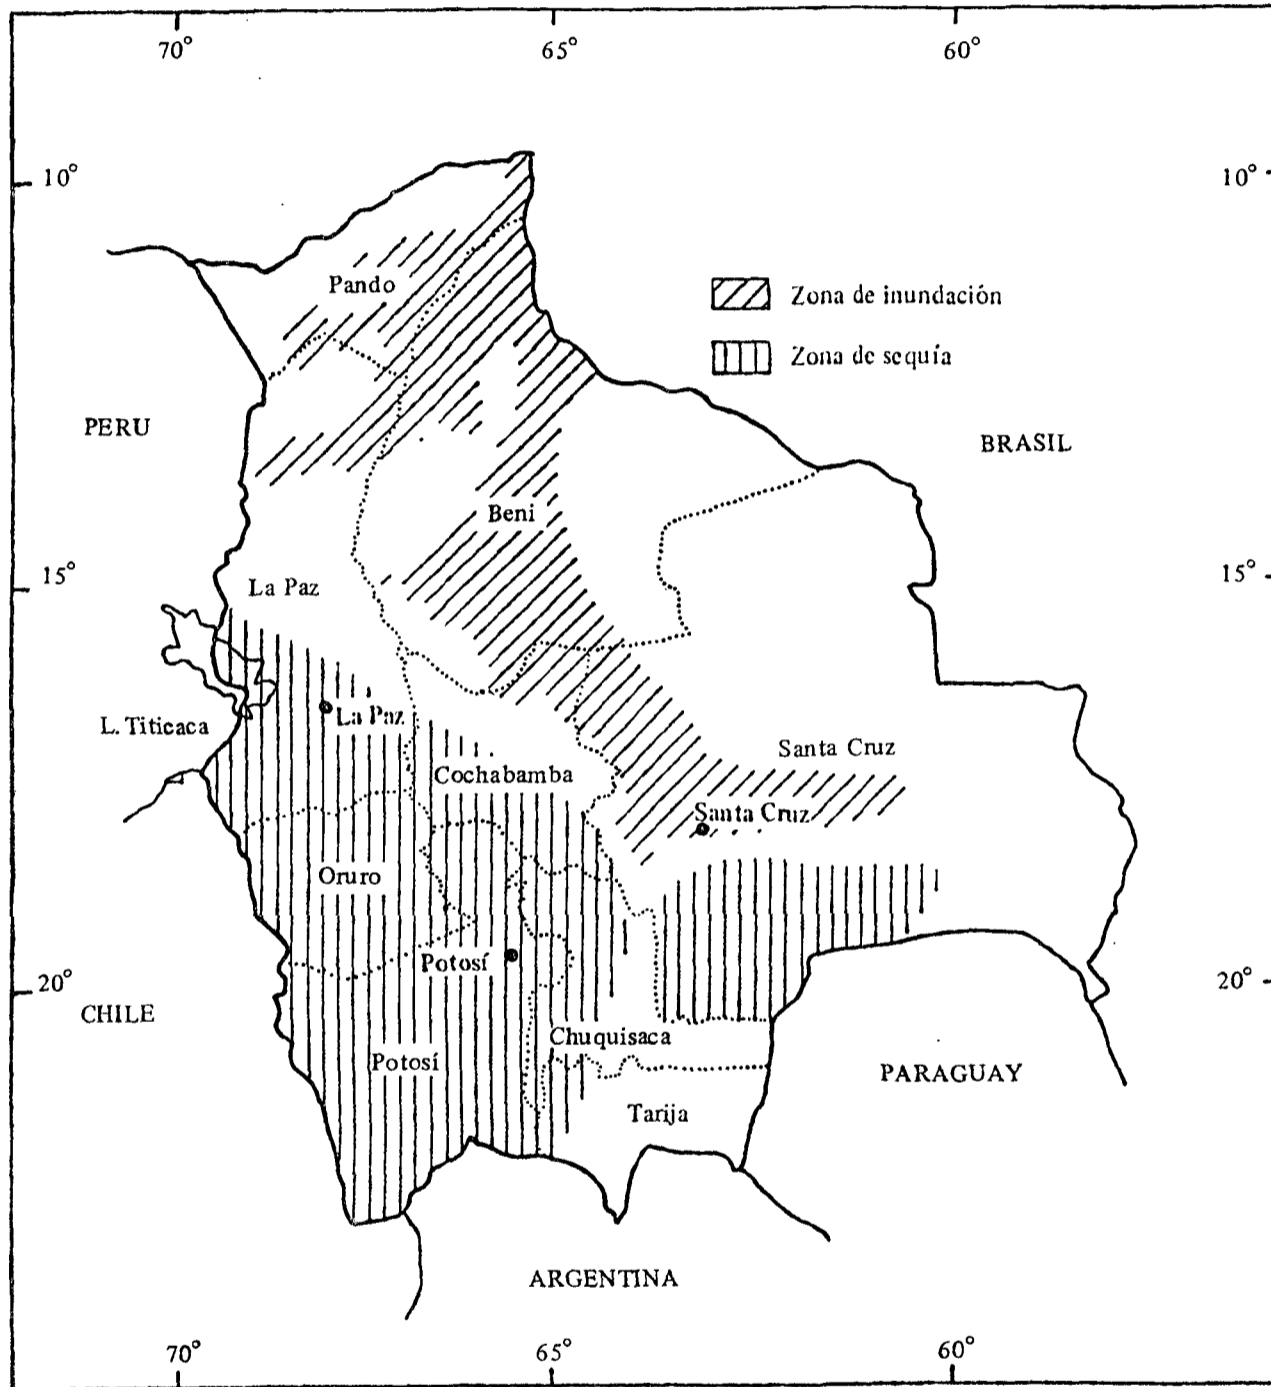 70° 65° 60°
10° 10°
Pando
Zona de inundación
Zona de sequía
PERU
BRASIL
Beni
15° 15°
La Paz
L. Titicaca
La Paz
Santa Cruz
Cochabamba
Santa Cruz
Oruro
Potosí
20° 20°
CHILE
Chuquisaca
Potosí
PARAGUAY
Tarija
ARGENTINA
70° 65° 60°